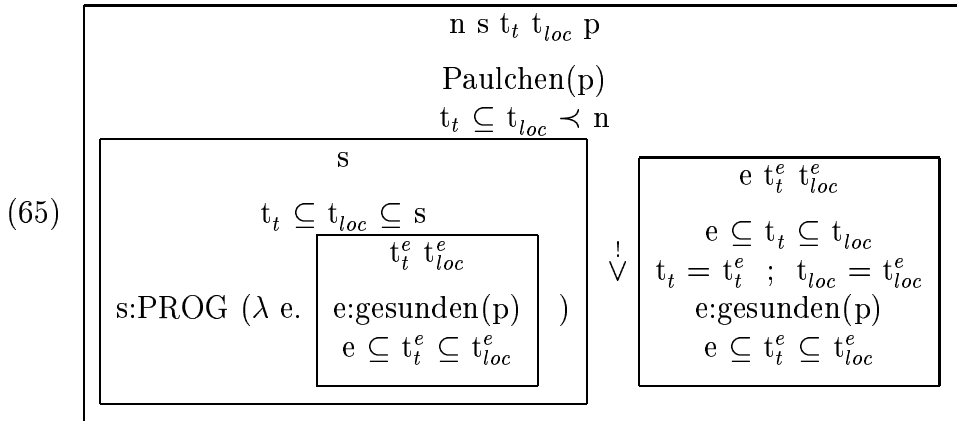 n s t_t t_loc p
Paulchen(p)
t_t ⊆ t_loc ≺ n
s
e t^e_t t^e_loc
(65)
t_t ⊆ t_loc ⊆ s
e ⊆ t_t ⊆ t_loc
t^e_t t^e_loc
!
∨
t_t = t^e_t ; t_loc = t^e_loc
s:PROG (λ e. e:gesunden(p) )
e:gesunden(p)
e ⊆ t^e_t ⊆ t^e_loc
e ⊆ t^e_t ⊆ t^e_loc